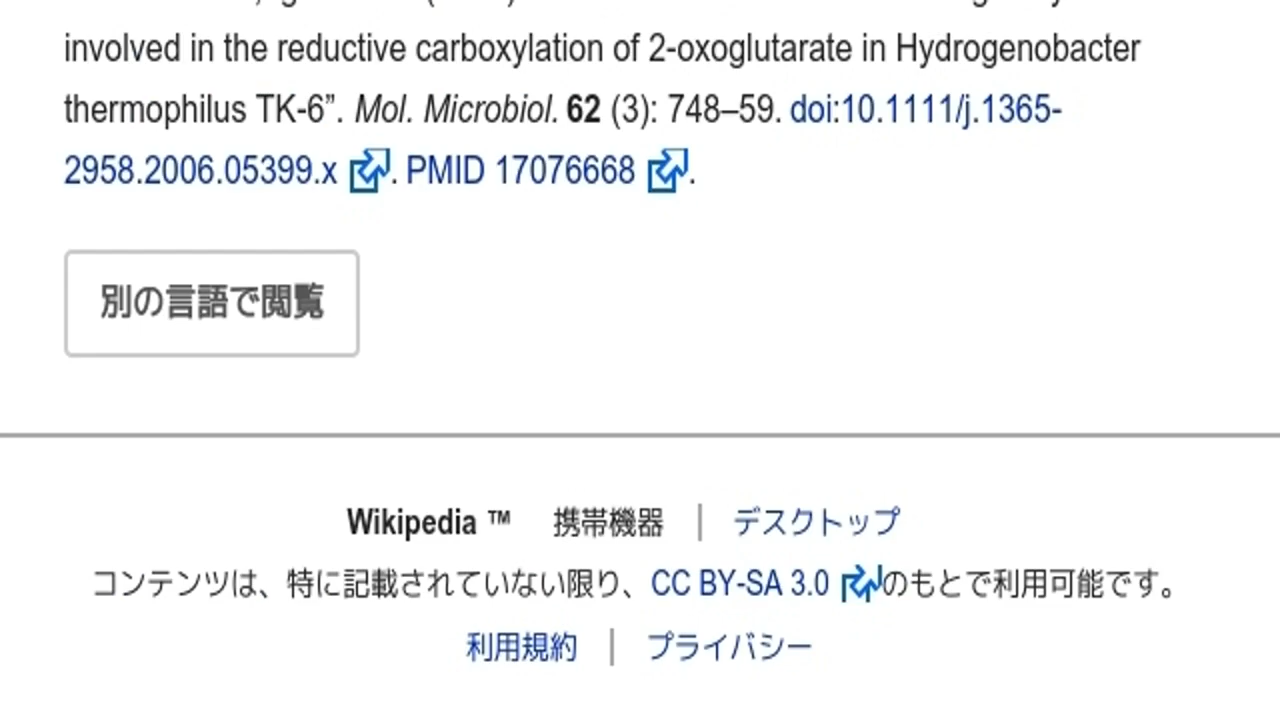 involved in the reductive carboxylation of 2-oxoglutarate in Hydrogenobacter
thermophilus TK-6”. Mol. Microbiol. 62 (3): 748–59. doi:10.1111/j.1365-
2958.2006.05399.x. PMID 17076668.
別の言語で閲覧
Wikipedia ™ 携帯機器 | デスクトップ
コンテンツは、特に記載されていない限り、CC BY-SA 3.0のもとで利用可能です。
利用規約 | プライバシー